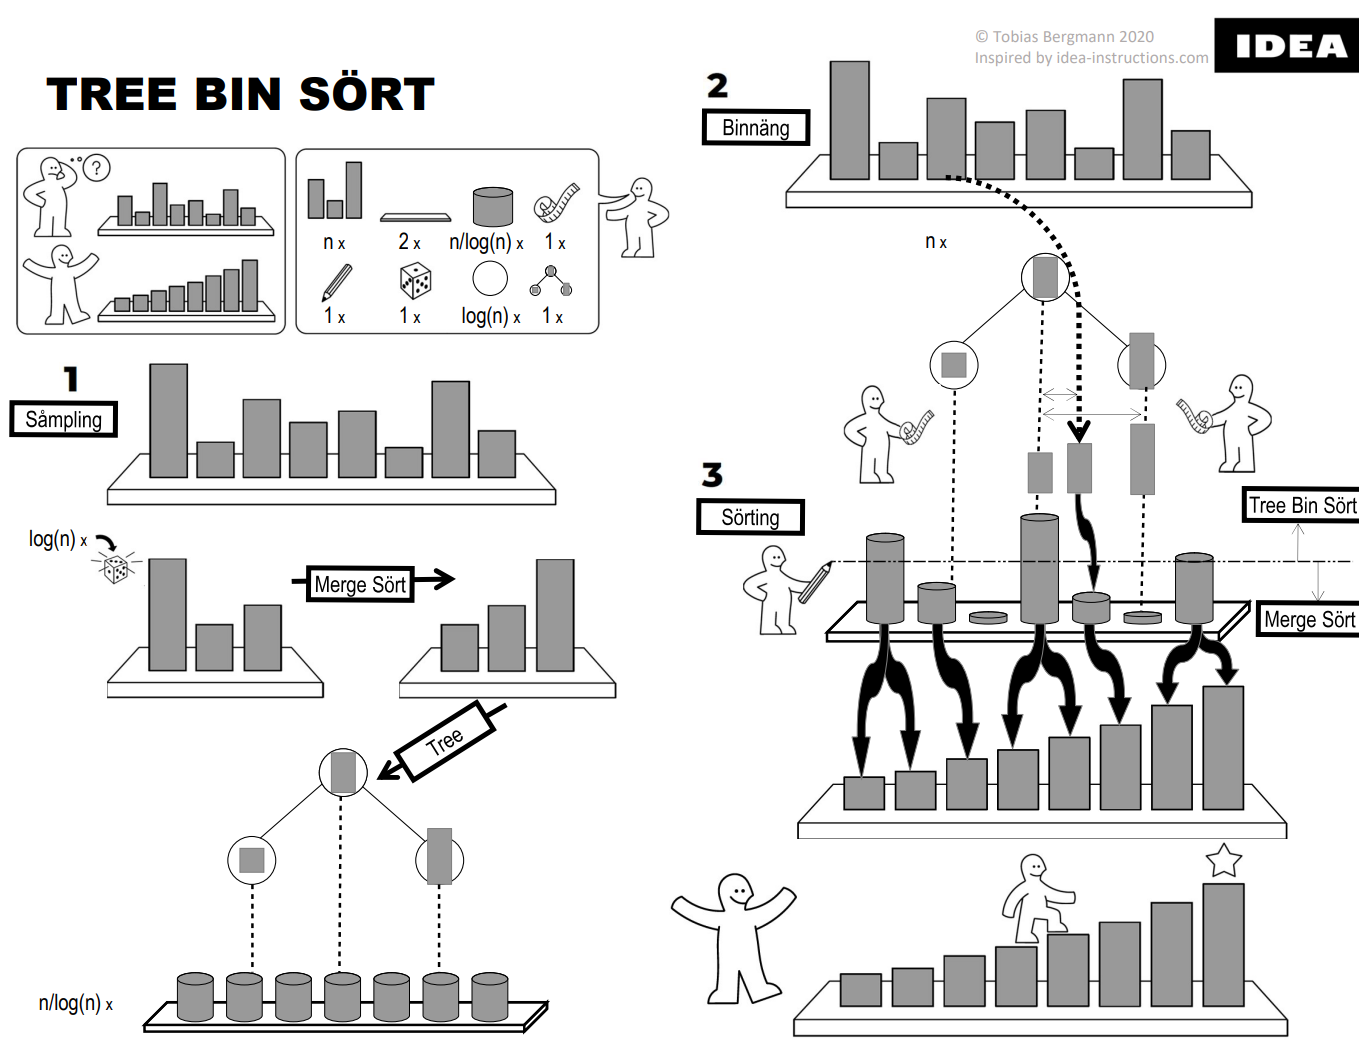 © Tobias Bergmann 2020
Inspired by idea-instructions.com
IDEA
TREE BIN SÖRT
?
n x
2 x
n/log(n) x
1 x
1 x
1 x
log(n) x
1 x
1
Såmpling
log(n) x
Merge Sört
Tree
n/log(n) x
2
Binnäng
n x
3
Sörting
Tree Bin Sört
Merge Sört